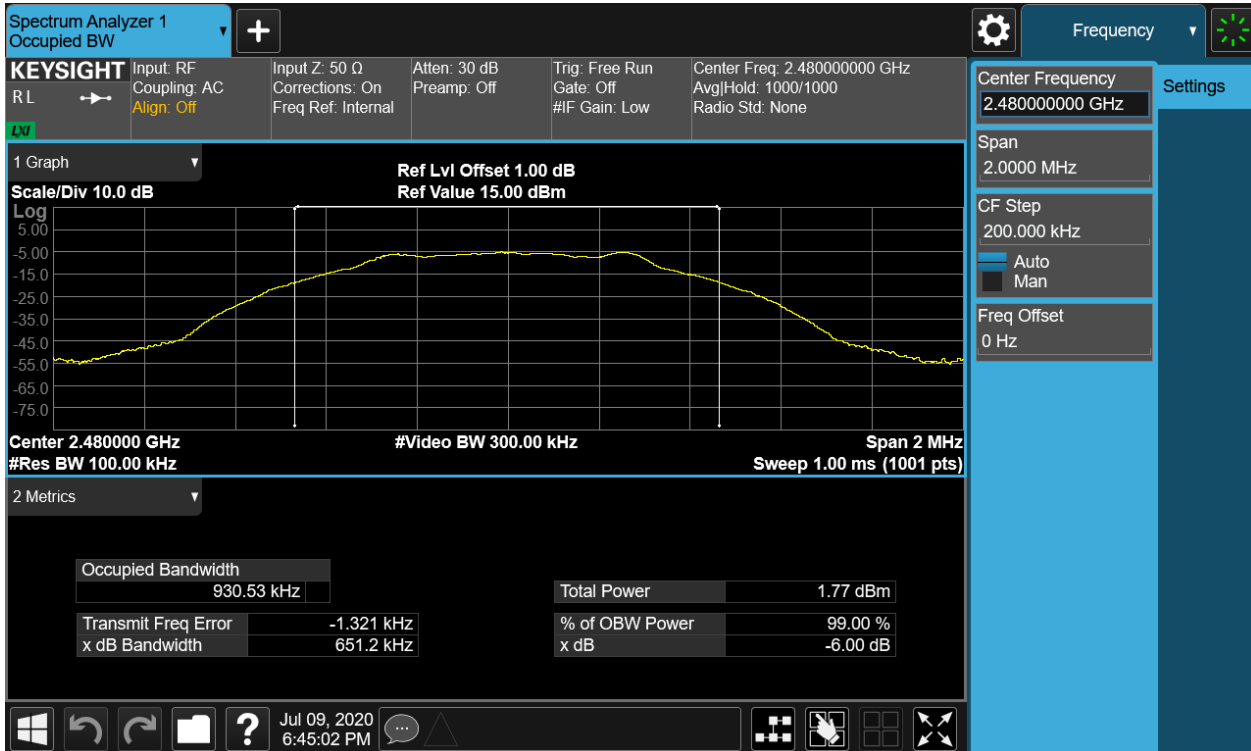 Spectrum Analyzer 1
Occupied BW
+
Frequency
KEYSIGHT
R L
LXI
Input: RF
Coupling: AC
Align: Off
Input Z: 50 Ω
Corrections: On
Freq Ref: Internal
Atten: 30 dB
Preamp: Off
Trig: Free Run
Gate: Off
#IF Gain: Low
Center Freq: 2.480000000 GHz
Avg|Hold: 1000/1000
Radio Std: None
Center Frequency
2.480000000 GHz
Settings
Span
2.0000 MHz
CF Step
200.000 kHz
Auto
Man
Freq Offset
0 Hz
1 Graph
Scale/Div 10.0 dB
Ref Lvl Offset 1.00 dB
Ref Value 15.00 dBm
Log
5.00
-5.00
-15.0
-25.0
-35.0
-45.0
-55.0
-65.0
-75.0
Center 2.480000 GHz
#Video BW 300.00 kHz
Span 2 MHz
#Res BW 100.00 kHz
Sweep 1.00 ms (1001 pts)
2 Metrics
Occupied Bandwidth
930.53 kHz
Total Power 1.77 dBm
Transmit Freq Error -1.321 kHz
% of OBW Power 99.00 %
x dB Bandwidth 651.2 kHz
x dB -6.00 dB
?
Jul 09, 2020
6:45:02 PM